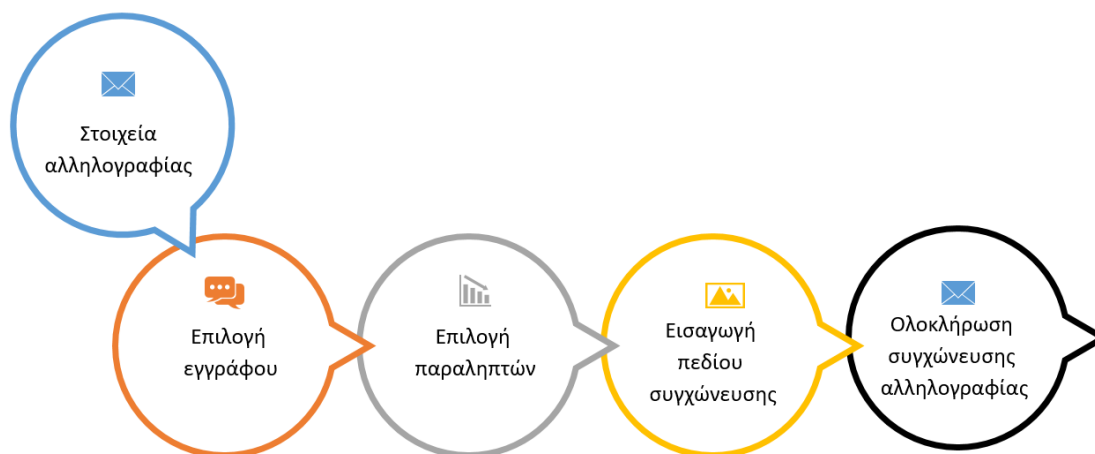 Στοιχεία
αλληλογραφίας
Επιλογή
εγγράφου
Επιλογή
παραληπτών
Εισαγωγή
πεδίου
συγχώνευσης
Ολοκλήρωση
συγχώνευσης
αλληλογραφίας